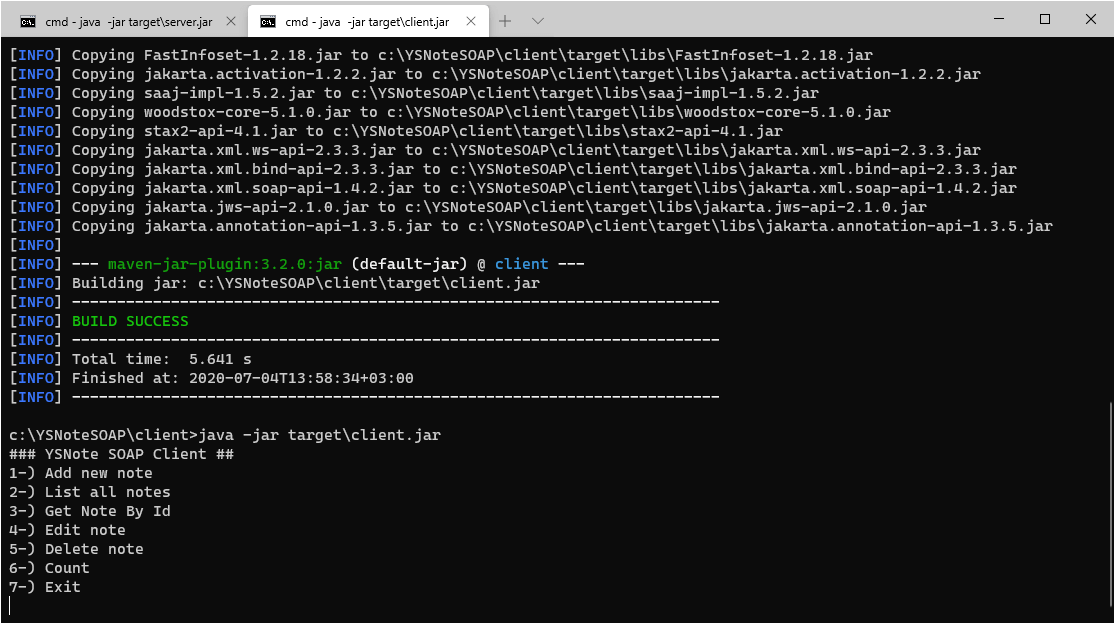 cmd - java -jar target\server.jar
cmd - java -jar target\client.jar
[INFO] Copying FastInfoset-1.2.18.jar to c:\YSNoteSOAP\client\target\libs\FastInfoset-1.2.18.jar
[INFO] Copying jakarta.activation-1.2.2.jar to c:\YSNoteSOAP\client\target\libs\jakarta.activation-1.2.2.jar
[INFO] Copying saaj-impl-1.5.2.jar to c:\YSNoteSOAP\client\target\libs\saaj-impl-1.5.2.jar
[INFO] Copying woodstox-core-5.1.0.jar to c:\YSNoteSOAP\client\target\libs\woodstox-core-5.1.0.jar
[INFO] Copying stax2-api-4.1.jar to c:\YSNoteSOAP\client\target\libs\stax2-api-4.1.jar
[INFO] Copying jakarta.xml.ws-api-2.3.3.jar to c:\YSNoteSOAP\client\target\libs\jakarta.xml.ws-api-2.3.3.jar
[INFO] Copying jakarta.xml.bind-api-2.3.3.jar to c:\YSNoteSOAP\client\target\libs\jakarta.xml.bind-api-2.3.3.jar
[INFO] Copying jakarta.xml.soap-api-1.4.2.jar to c:\YSNoteSOAP\client\target\libs\jakarta.xml.soap-api-1.4.2.jar
[INFO] Copying jakarta.jws-api-2.1.0.jar to c:\YSNoteSOAP\client\target\libs\jakarta.jws-api-2.1.0.jar
[INFO] Copying jakarta.annotation-api-1.3.5.jar to c:\YSNoteSOAP\client\target\libs\jakarta.annotation-api-1.3.5.jar
[INFO]
[INFO] --- maven-jar-plugin:3.2.0:jar (default-jar) @ client ---
[INFO] Building jar: c:\YSNoteSOAP\client\target\client.jar
[INFO] ------------------------------------------------------------------------
[INFO] BUILD SUCCESS
[INFO] ------------------------------------------------------------------------
[INFO] Total time:  5.641 s
[INFO] Finished at: 2020-07-04T13:58:34+03:00
[INFO] ------------------------------------------------------------------------
c:\YSNoteSOAP\client>java -jar target\client.jar
### YSNote SOAP Client ##
1-) Add new note
2-) List all notes
3-) Get Note By Id
4-) Edit note
5-) Delete note
6-) Count
7-) Exit